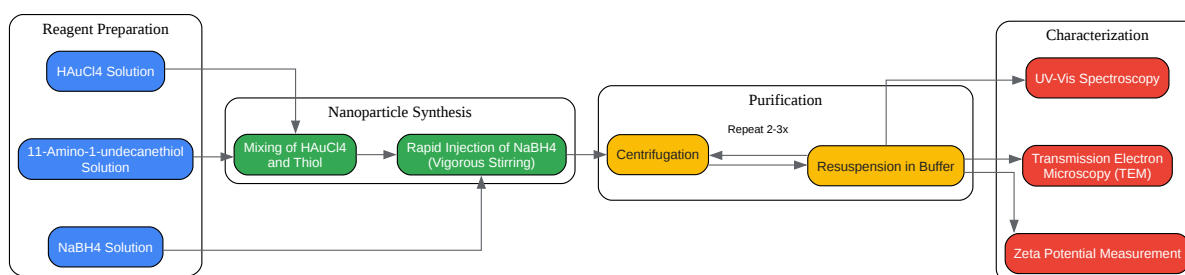 Reagent Preparation
HAuCl4 Solution
11-Amino-1-undecanethiol
Solution
NaBH4 Solution
Nanoparticle Synthesis
Mixing of HAuCl4
and Thiol
Rapid Injection of NaBH4
(Vigorous Stirring)
Purification
Repeat 2-3x
Centrifugation
Resuspension in Buffer
Characterization
UV-Vis Spectroscopy
Transmission Electron
Microscopy (TEM)
Zeta Potential Measurement